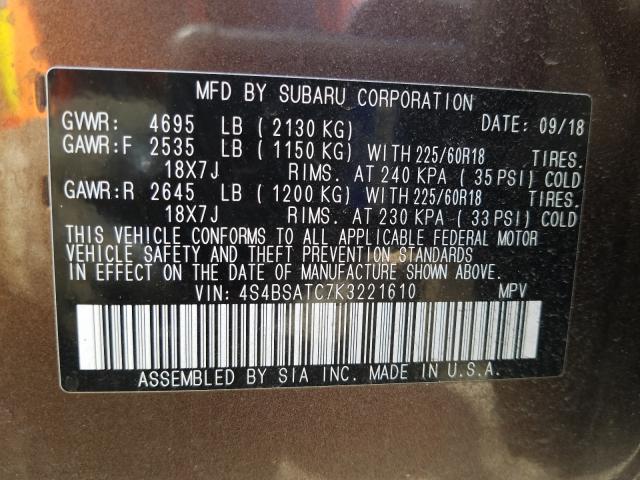 MFD BY SUBARU CORPORATION
GVWR: 4695 LB ( 2130 KG) DATE: 09/18
GAWR:F 2535 LB ( 1150 KG) WITH 225/60R18 TIRES.
18X7J RIMS. AT 240 KPA ( 35 PSI) COLD
GAWR:R 2645 LB ( 1200 KG) WITH 225/60R18 TIRES.
18X7J RIMS. AT 230 KPA ( 33 PSI) COLD
THIS VEHICLE CONFORMS TO ALL APPLICABLE FEDERAL MOTOR
VEHICLE SAFETY AND THEFT PREVENTION STANDARDS
IN EFFECT ON THE DATE OF MANUFACTURE SHOWN ABOVE.
VIN: 4S4BSATC7K3221610 MPV
ASSEMBLED BY SIA INC. MADE IN U.S.A.